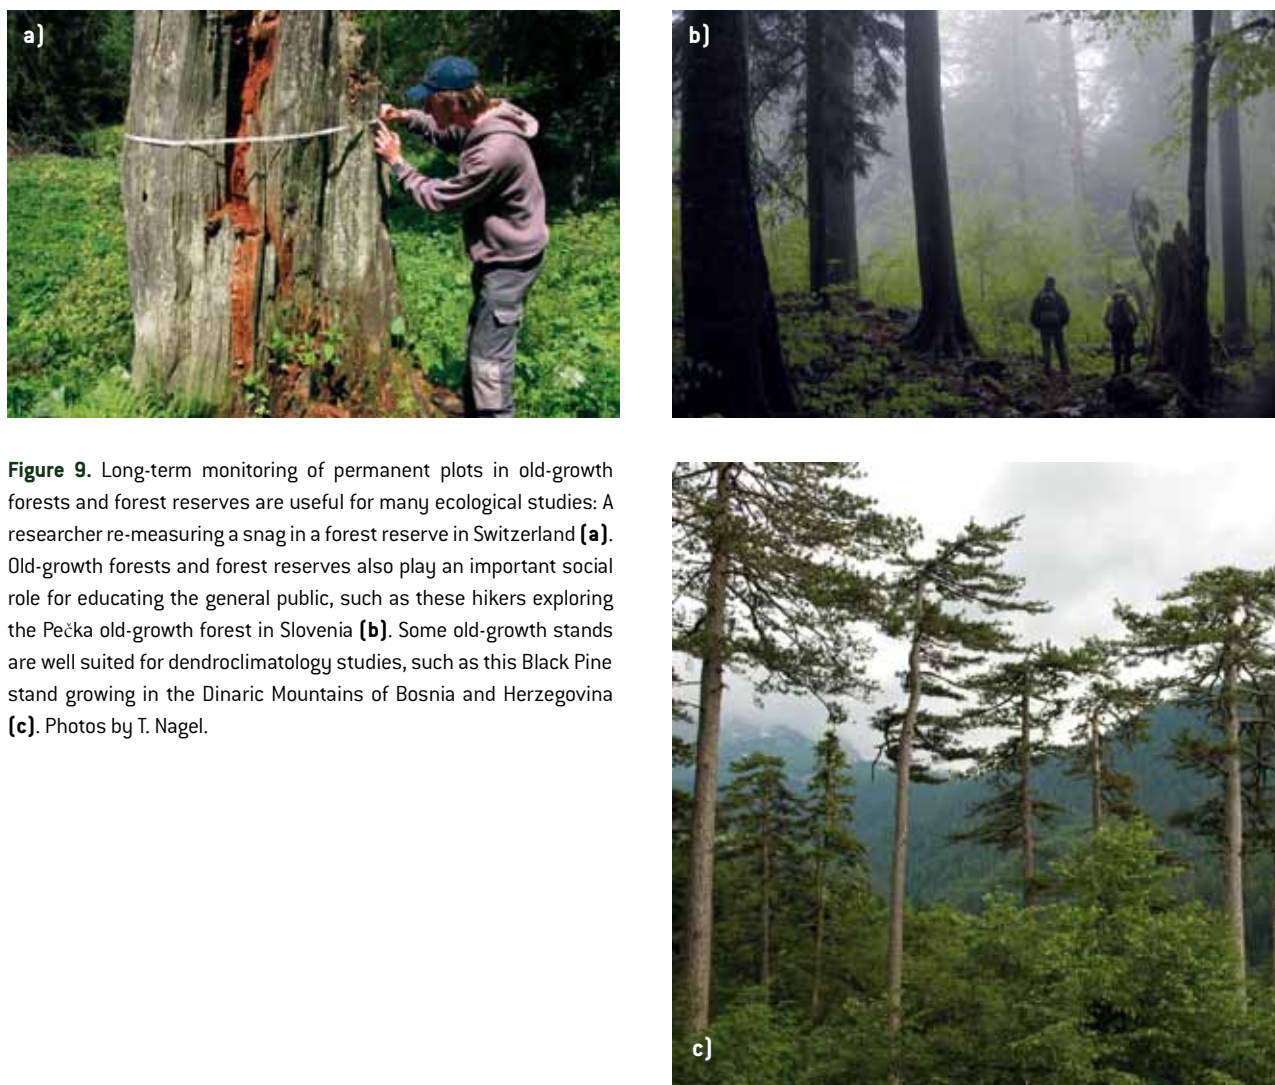 a)
b)
Figure 9. Long-term monitoring of permanent plots in old-growth
forests and forest reserves are useful for many ecological studies: A
researcher re-measuring a snag in a forest reserve in Switzerland (a).
Old-growth forests and forest reserves also play an important social
role for educating the general public, such as these hikers exploring
the Pečka old-growth forest in Slovenia (b). Some old-growth stands
are well suited for dendroclimatology studies, such as this Black Pine
stand growing in the Dinaric Mountains of Bosnia and Herzegovina
(c). Photos by T. Nagel.
c)